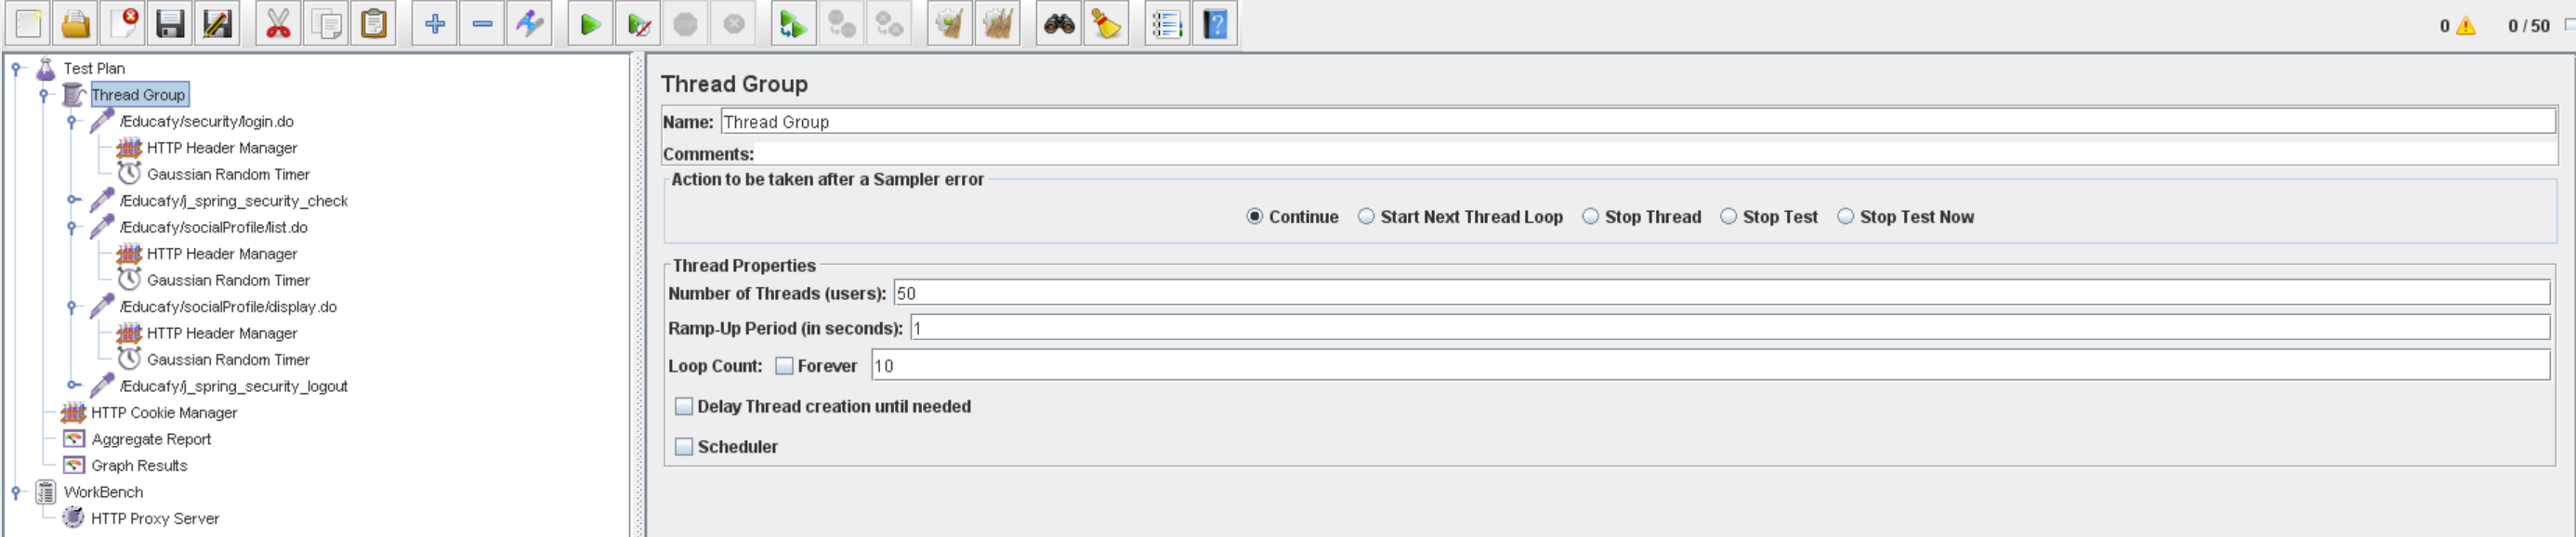 0 0 / 50
Test Plan
Thread Group
/Educafy/security/login.do
HTTP Header Manager
Gaussian Random Timer
/Educafy/j_spring_security_check
/Educafy/socialProfile/list.do
HTTP Header Manager
Gaussian Random Timer
/Educafy/socialProfile/display.do
HTTP Header Manager
Gaussian Random Timer
/Educafy/j_spring_security_logout
HTTP Cookie Manager
Aggregate Report
Graph Results
WorkBench
HTTP Proxy Server
Thread Group
Name: Thread Group
Comments:
Action to be taken after a Sampler error
Continue Start Next Thread Loop Stop Thread Stop Test Stop Test Now
Thread Properties
Number of Threads (users): 50
Ramp-Up Period (in seconds): 1
Loop Count: Forever 10
Delay Thread creation until needed
Scheduler